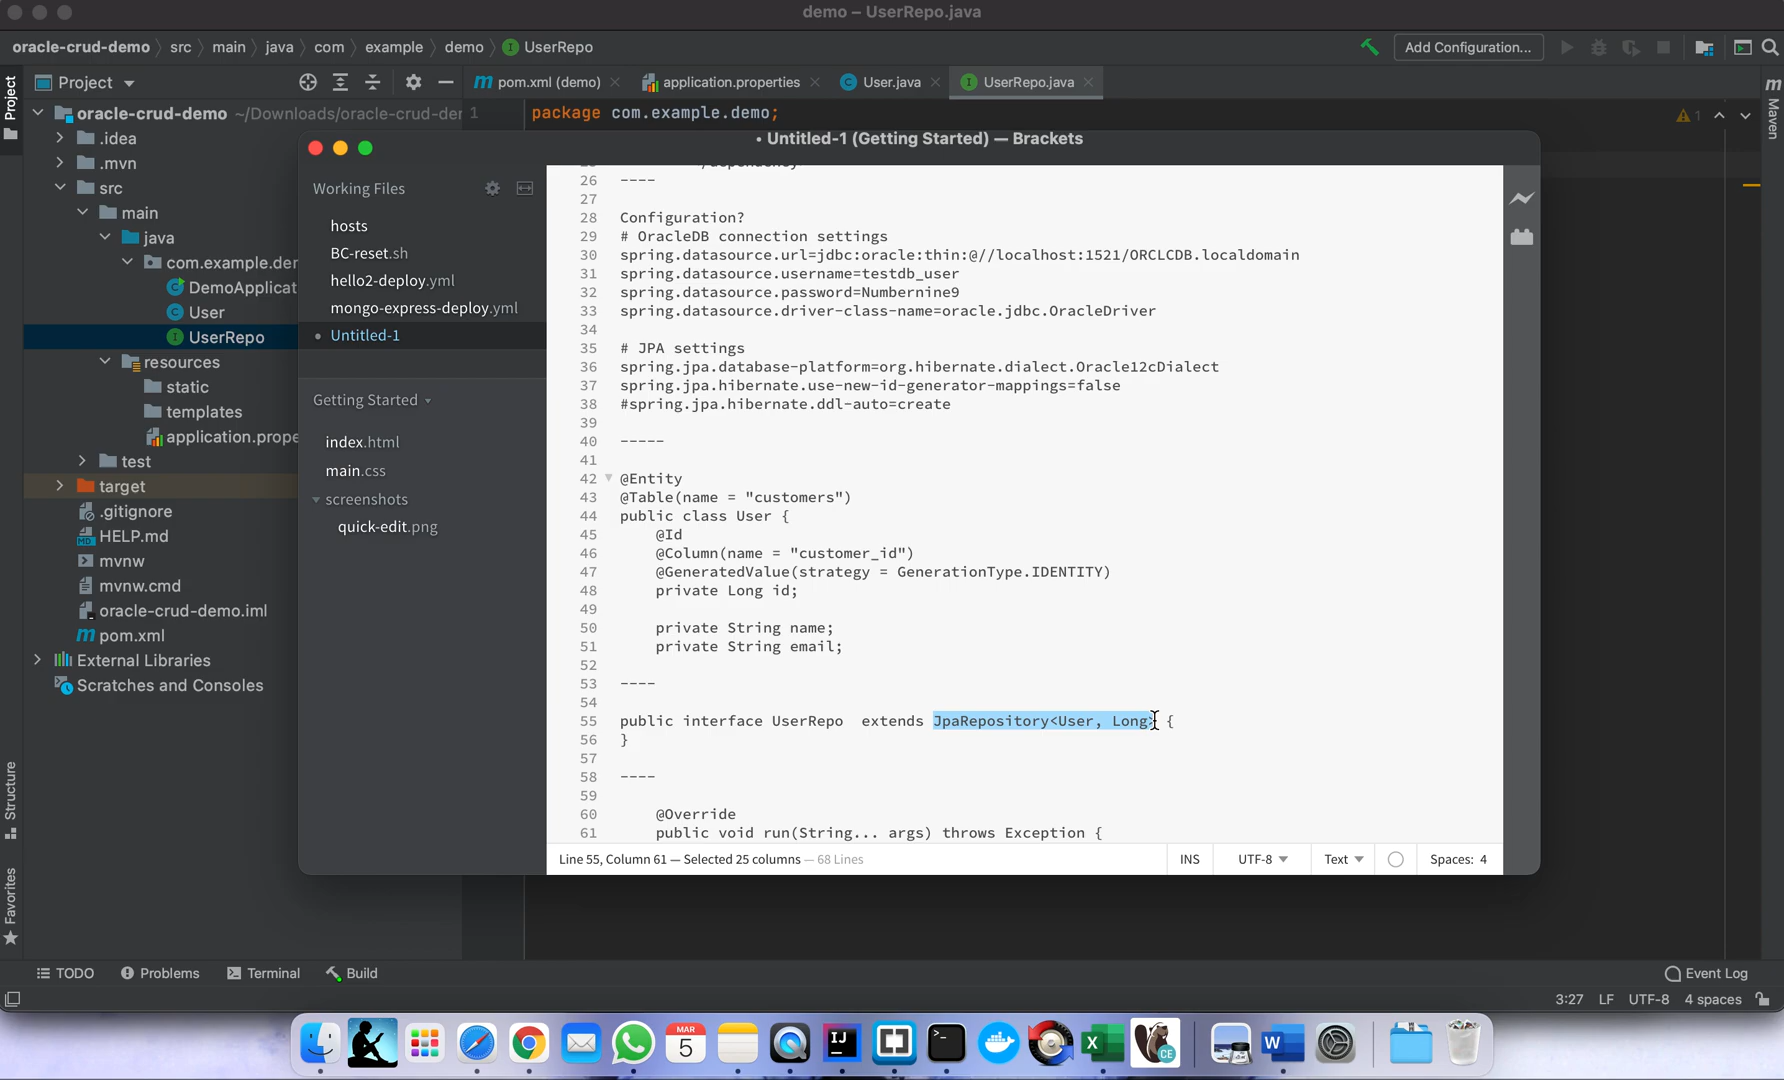 demo – UserRepo.java
oracle-crud-demo src main java com example demo I UserRepo
Add Configuration...
Project
pom.xml (demo)
application.properties
C User.java
I UserRepo.java
Project
Maven
oracle-crud-demo ~/Downloads/oracle-crud-der
.idea
.mvn
src
main
java
com.example.der
DemoApplicat
C User
I UserRepo
resources
static
templates
application.prope
test
target
.gitignore
HELP.md
mvnw
mvnw.cmd
oracle-crud-demo.iml
pom.xml
External Libraries
Scratches and Consoles
1 package com.example.demo;
1
• Untitled-1 (Getting Started) — Brackets
Working Files
hosts
BC-reset.sh
hello2-deploy.yml
mongo-express-deploy.yml
• Untitled-1
Getting Started
index.html
main.css
screenshots
quick-edit.png
26 ----
27
28 Configuration?
29 # OracleDB connection settings
30 spring.datasource.url=jdbc:oracle:thin:@//localhost:1521/ORCLCDB.localdomain
31 spring.datasource.username=testdb_user
32 spring.datasource.password=Numbernine9
33 spring.datasource.driver-class-name=oracle.jdbc.OracleDriver
34
35 # JPA settings
36 spring.jpa.database-platform=org.hibernate.dialect.Oracle12cDialect
37 spring.jpa.hibernate.use-new-id-generator-mappings=false
38 #spring.jpa.hibernate.ddl-auto=create
39
40 -----
41
42 @Entity
43 @Table(name = "customers")
44 public class User {
45 @Id
46 @Column(name = "customer_id")
47 @GeneratedValue(strategy = GenerationType.IDENTITY)
48 private Long id;
49
50 private String name;
51 private String email;
52
53 ----
54
55 public interface UserRepo  extends JpaRepository<User, Long> {
56 }
57
58 ----
59
60 @Override
61 public void run(String... args) throws Exception {
Line 55, Column 61 — Selected 25 columns — 68 Lines
INS UTF-8 Text Spaces: 4
Structure
Favorites
TODO Problems Terminal Build Event Log
3:27 LF UTF-8 4 spaces
MAR
5
IJ
X
CE
W